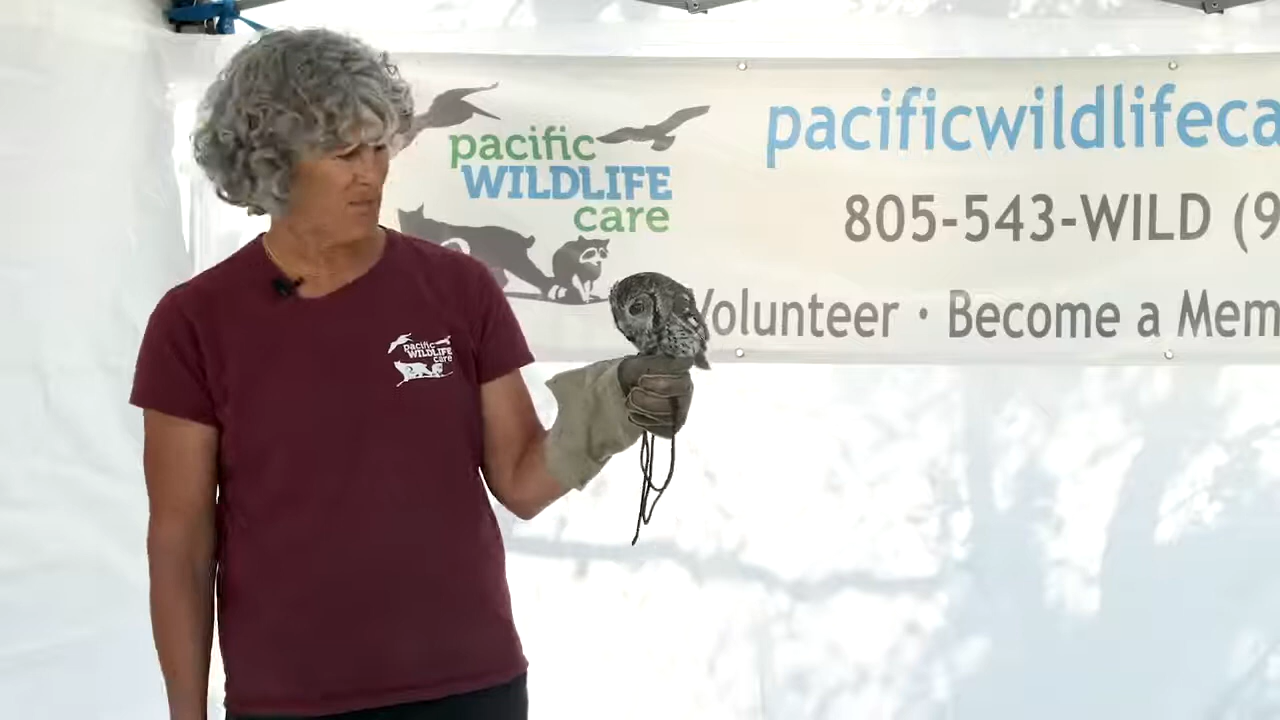 pacific
WILDLIFE
care
pacificwildlifeca
805-543-WILD (9
Volunteer · Become a Mem
pacific
WILDLIFE
care